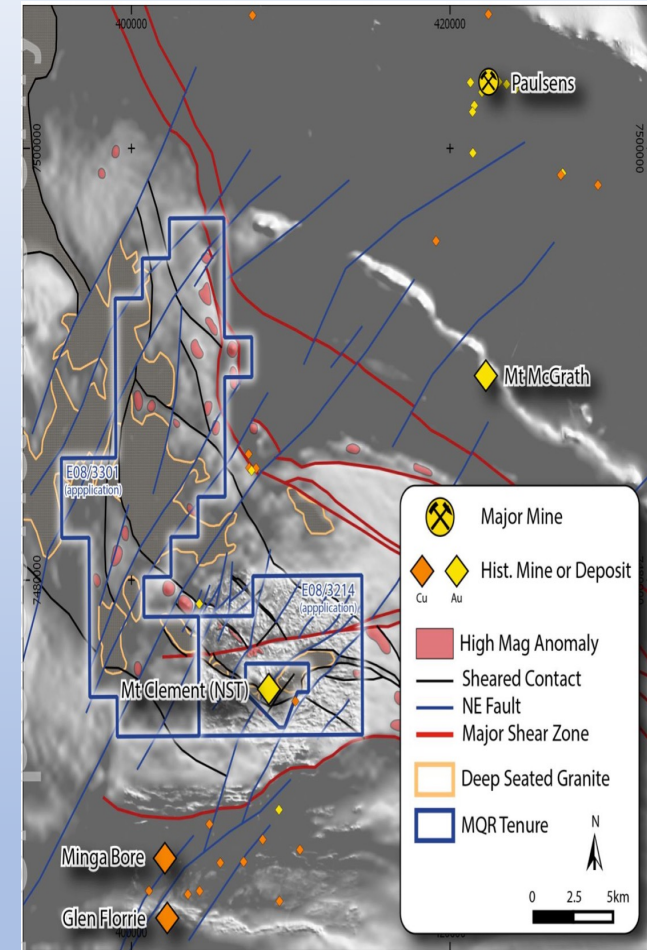 400000
420000
Paulsens
7500000
7500000
Mt McGrath
E08/3301
(appplication)
7480000
E08/3214
(appplication)
Mt Clement (NST)
Minga Bore
Glen Florrie
400000
Major Mine
Hist. Mine or Deposit
Cu
Au
High Mag Anomaly
Sheared Contact
NE Fault
Major Shear Zone
Deep Seated Granite
MQR Tenure
N
0 2.5 5km